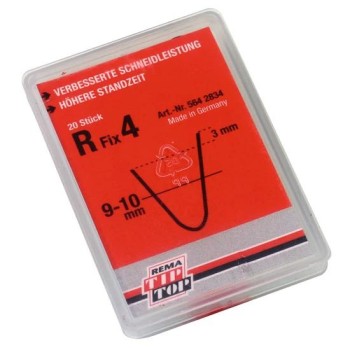 VERBESSERTE SCHNEIDLEISTUNG
HÖHERE STANDZEIT
20 Stück
R Fix 4
Art.-Nr. 564 2834
Made in Germany
3 mm
9-10 mm
REMA
TIP
TOP